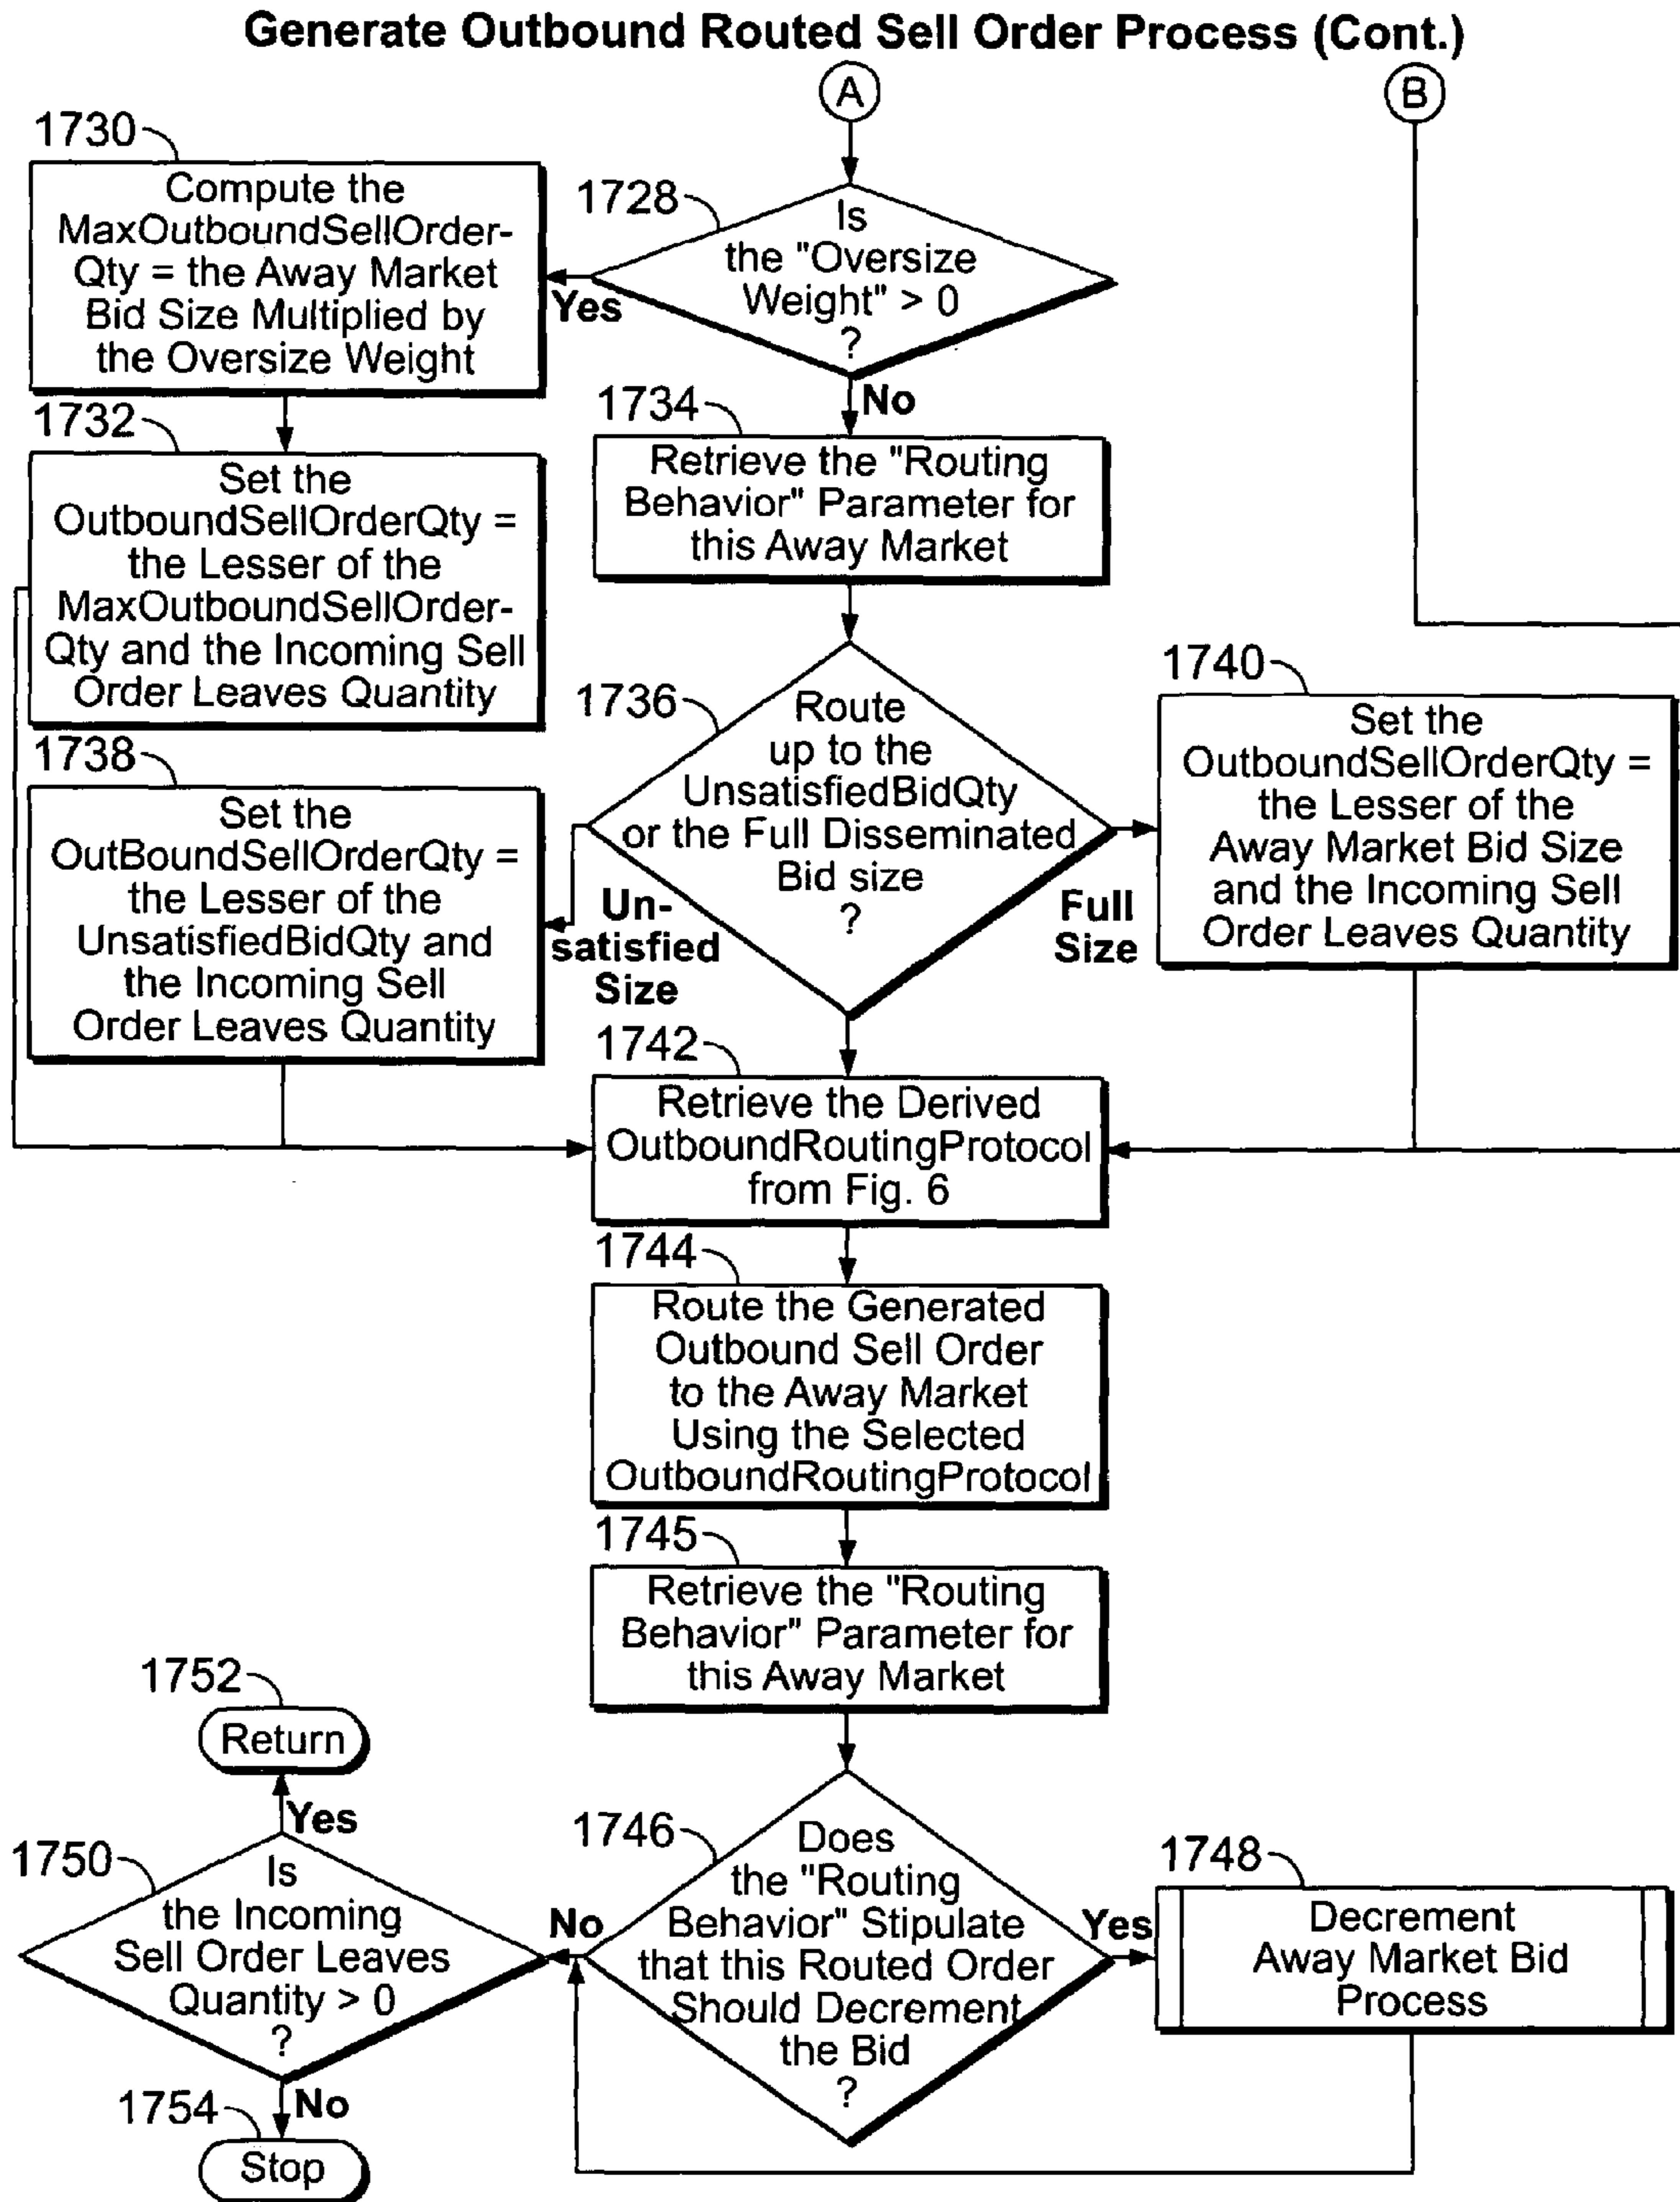 Generate Outbound Routed Sell Order Process (Cont.)
A
B
1730
Compute the
MaxOutboundSellOrder-
Qty = the Away Market
Bid Size Multiplied by
the Oversize Weight
1728
Is
the "Oversize
Weight" > 0
?
Yes
No
1732
Set the
OutboundSellOrderQty =
the Lesser of the
MaxOutboundSellOrder-
Qty and the Incoming Sell
Order Leaves Quantity
1734
Retrieve the "Routing
Behavior" Parameter for
this Away Market
1736
Route
up to the
UnsatisfiedBidQty
or the Full Disseminated
Bid size
?
Un-
satisfied
Size
Full
Size
1738
Set the
OutBoundSellOrderQty =
the Lesser of the
UnsatisfiedBidQty and
the Incoming Sell
Order Leaves Quantity
1740
Set the
OutboundSellOrderQty =
the Lesser of the
Away Market Bid Size
and the Incoming Sell
Order Leaves Quantity
1742
Retrieve the Derived
OutboundRoutingProtocol
from Fig. 6
1744
Route the Generated
Outbound Sell Order
to the Away Market
Using the Selected
OutboundRoutingProtocol
1745
Retrieve the "Routing
Behavior" Parameter for
this Away Market
1746
Does
the "Routing
Behavior" Stipulate
that this Routed Order
Should Decrement
the Bid
?
Yes
No
1748
Decrement
Away Market Bid
Process
1752
Return
Yes
1750
Is
the Incoming
Sell Order Leaves
Quantity > 0
?
No
1754
Stop